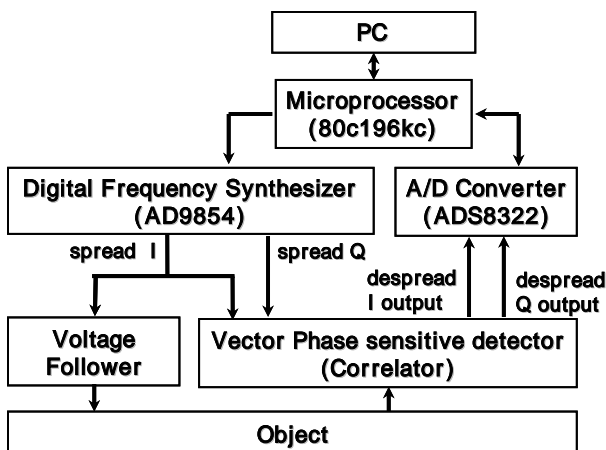 PC
Microprocessor
(80c196kc)
Digital Frequency Synthesizer
(AD9854)
A/D Converter
(ADS8322)
spread I
spread Q
despread
I output
despread
Q output
Voltage
Follower
Vector Phase sensitive detector
(Correlator)
Object